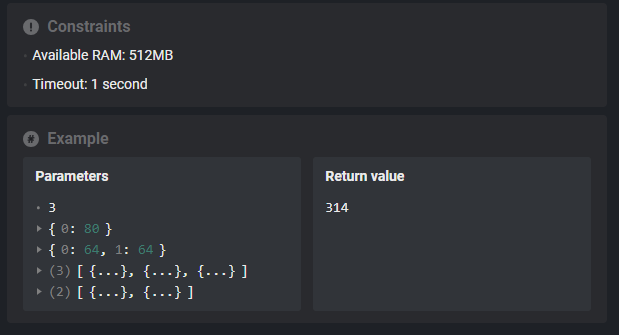 ! Constraints
Available RAM: 512MB
Timeout: 1 second
# Example
Parameters
3
{ 0: 80 }
{ 0: 64, 1: 64 }
(3) [ {...}, {...}, {...} ]
(2) [ {...}, {...} ]
Return value
314